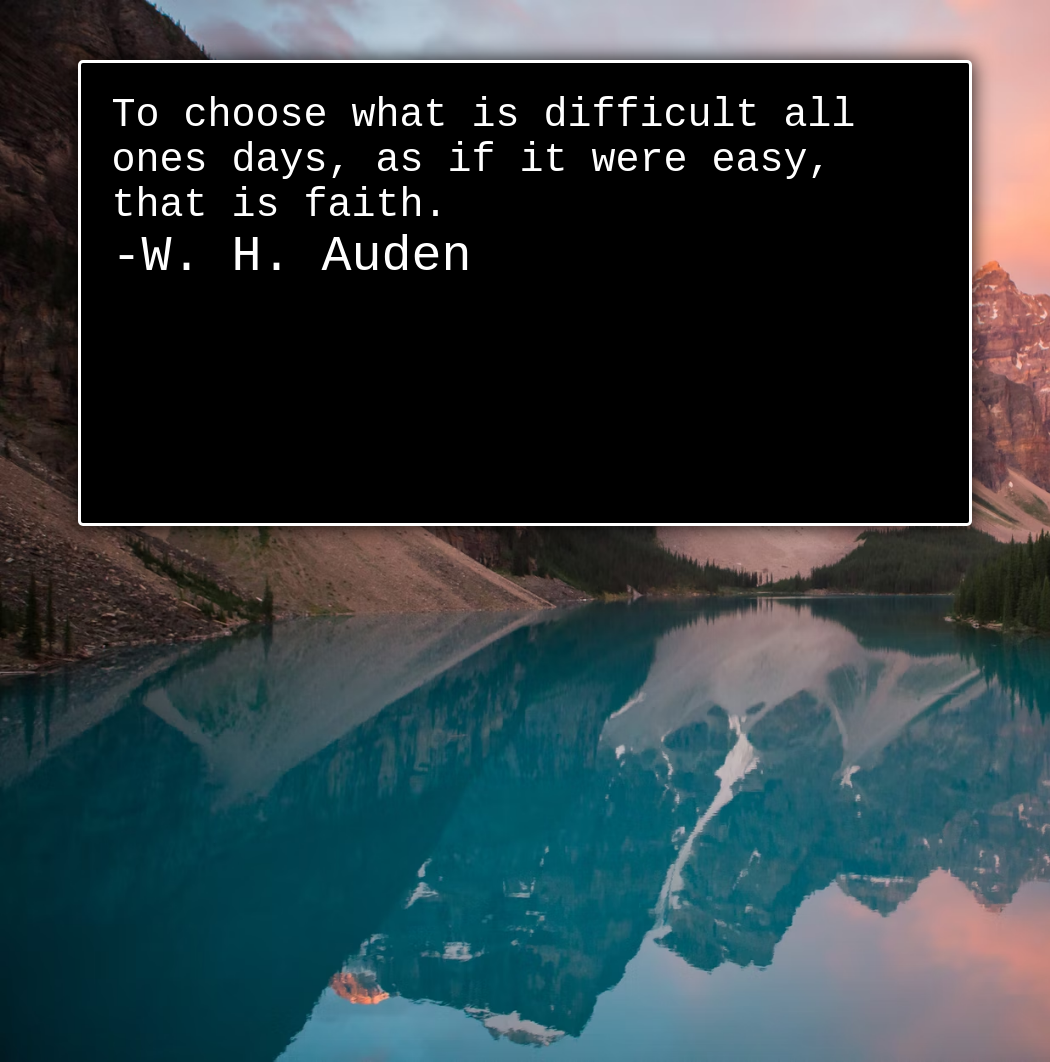 To choose what is difficult all
ones days, as if it were easy,
that is faith.
-W. H. Auden